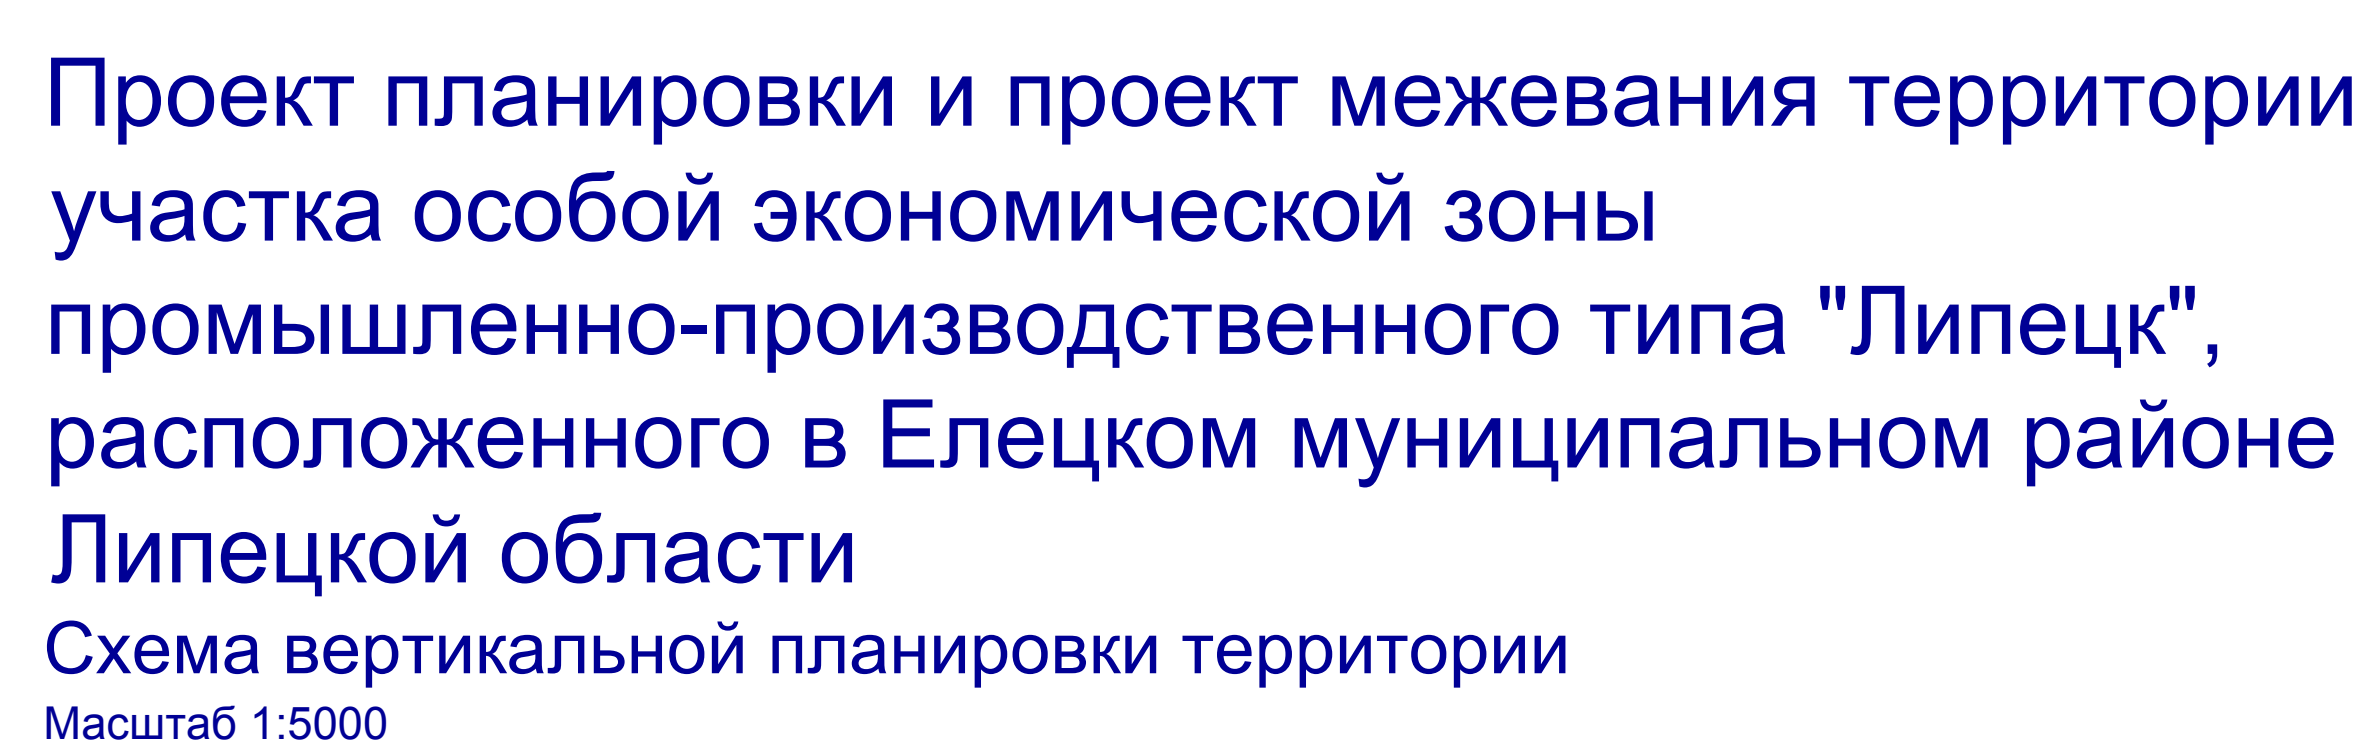 Проект планировки и проект межевания территории
участка особой экономической зоны
промышленно-производственного типа "Липецк",
расположенного в Елецком муниципальном районе
Липецкой области
Схема вертикальной планировки территории
Масштаб 1:5000